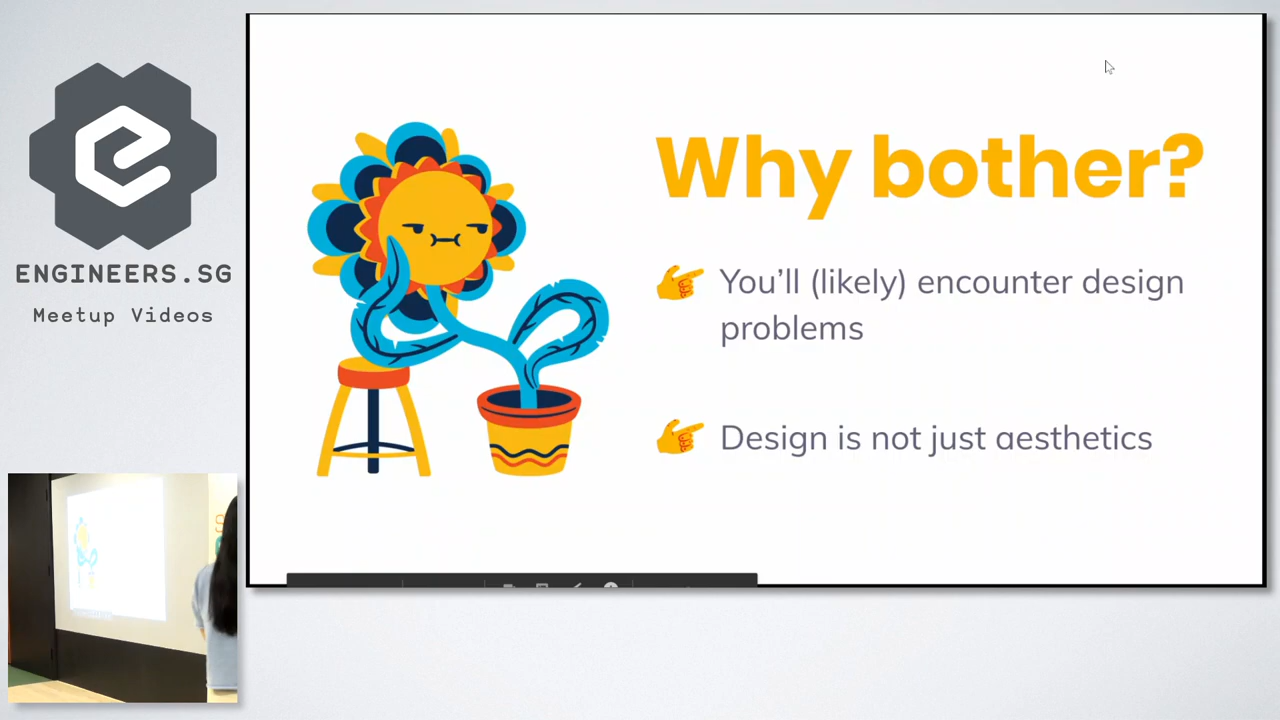 ENGINEERS.SG
Meetup Videos
Why bother?
You’ll (likely) encounter design
problems
Design is not just aesthetics